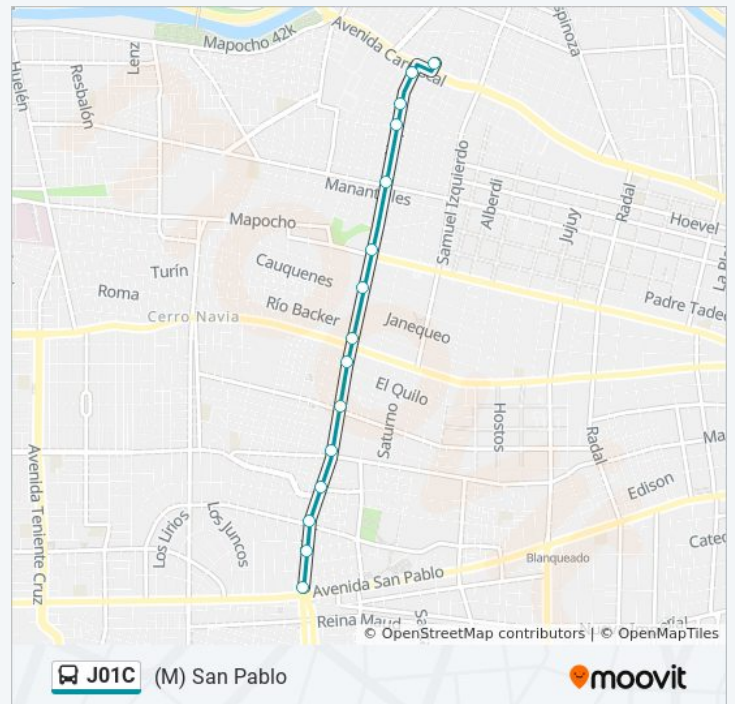 Mapocho 42k
Avenida Carrascal
Espinoza
Lenz
Huelén
Resbalón
Manantiales
Samuel Izquierdo
Alberdi
Jujuy
Radal
Hoevel
Mapocho
Turín
Cauquenes
Roma
Río Backer
Cerro Navia
Janequeo
Padre Tadeo
El Quilo
Saturno
Hostos
Radal
Edison
Avenida Teniente Cruz
Los Lirios
Los Juncos
Blanqueado
Avenida San Pablo
Reina Maud
© OpenStreetMap contributors | © OpenMapTiles
J01C (M) San Pablo
moovit